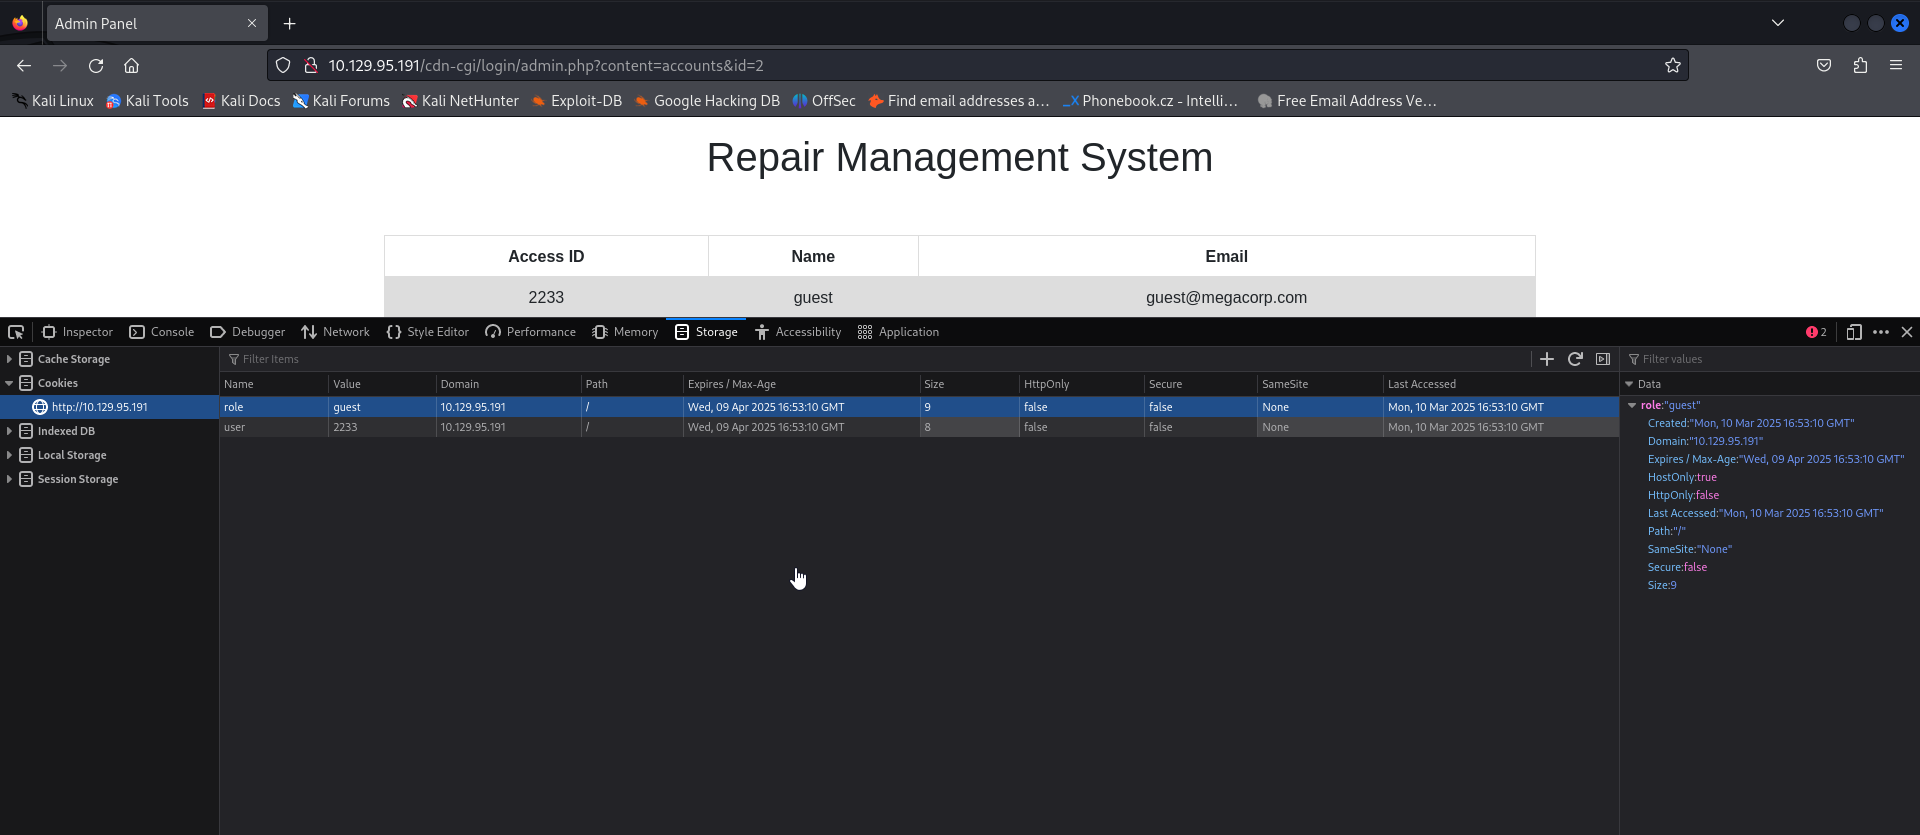 Admin Panel
10.129.95.191/cdn-cgi/login/admin.php?content=accounts&id=2
Kali Linux Kali Tools Kali Docs Kali Forums Kali NetHunter Exploit-DB Google Hacking DB OffSec Find email addresses a… Phonebook.cz - Intelli… Free Email Address Ve…
Repair Management System
Access ID Name Email
2233 guest guest@megacorp.com
Inspector Console Debugger Network Style Editor Performance Memory Storage Accessibility Application 2
Cache Storage
Cookies
http://10.129.95.191
Indexed DB
Local Storage
Session Storage
Filter Items
Name Value Domain Path Expires / Max-Age Size HttpOnly Secure SameSite Last Accessed
role guest 10.129.95.191 / Wed, 09 Apr 2025 16:53:10 GMT 9 false false None Mon, 10 Mar 2025 16:53:10 GMT
user 2233 10.129.95.191 / Wed, 09 Apr 2025 16:53:10 GMT 8 false false None Mon, 10 Mar 2025 16:53:10 GMT
Filter values
Data
role:"guest"
Created:"Mon, 10 Mar 2025 16:53:10 GMT"
Domain:"10.129.95.191"
Expires / Max-Age:"Wed, 09 Apr 2025 16:53:10 GMT"
HostOnly:true
HttpOnly:false
Last Accessed:"Mon, 10 Mar 2025 16:53:10 GMT"
Path:"/"
SameSite:"None"
Secure:false
Size:9